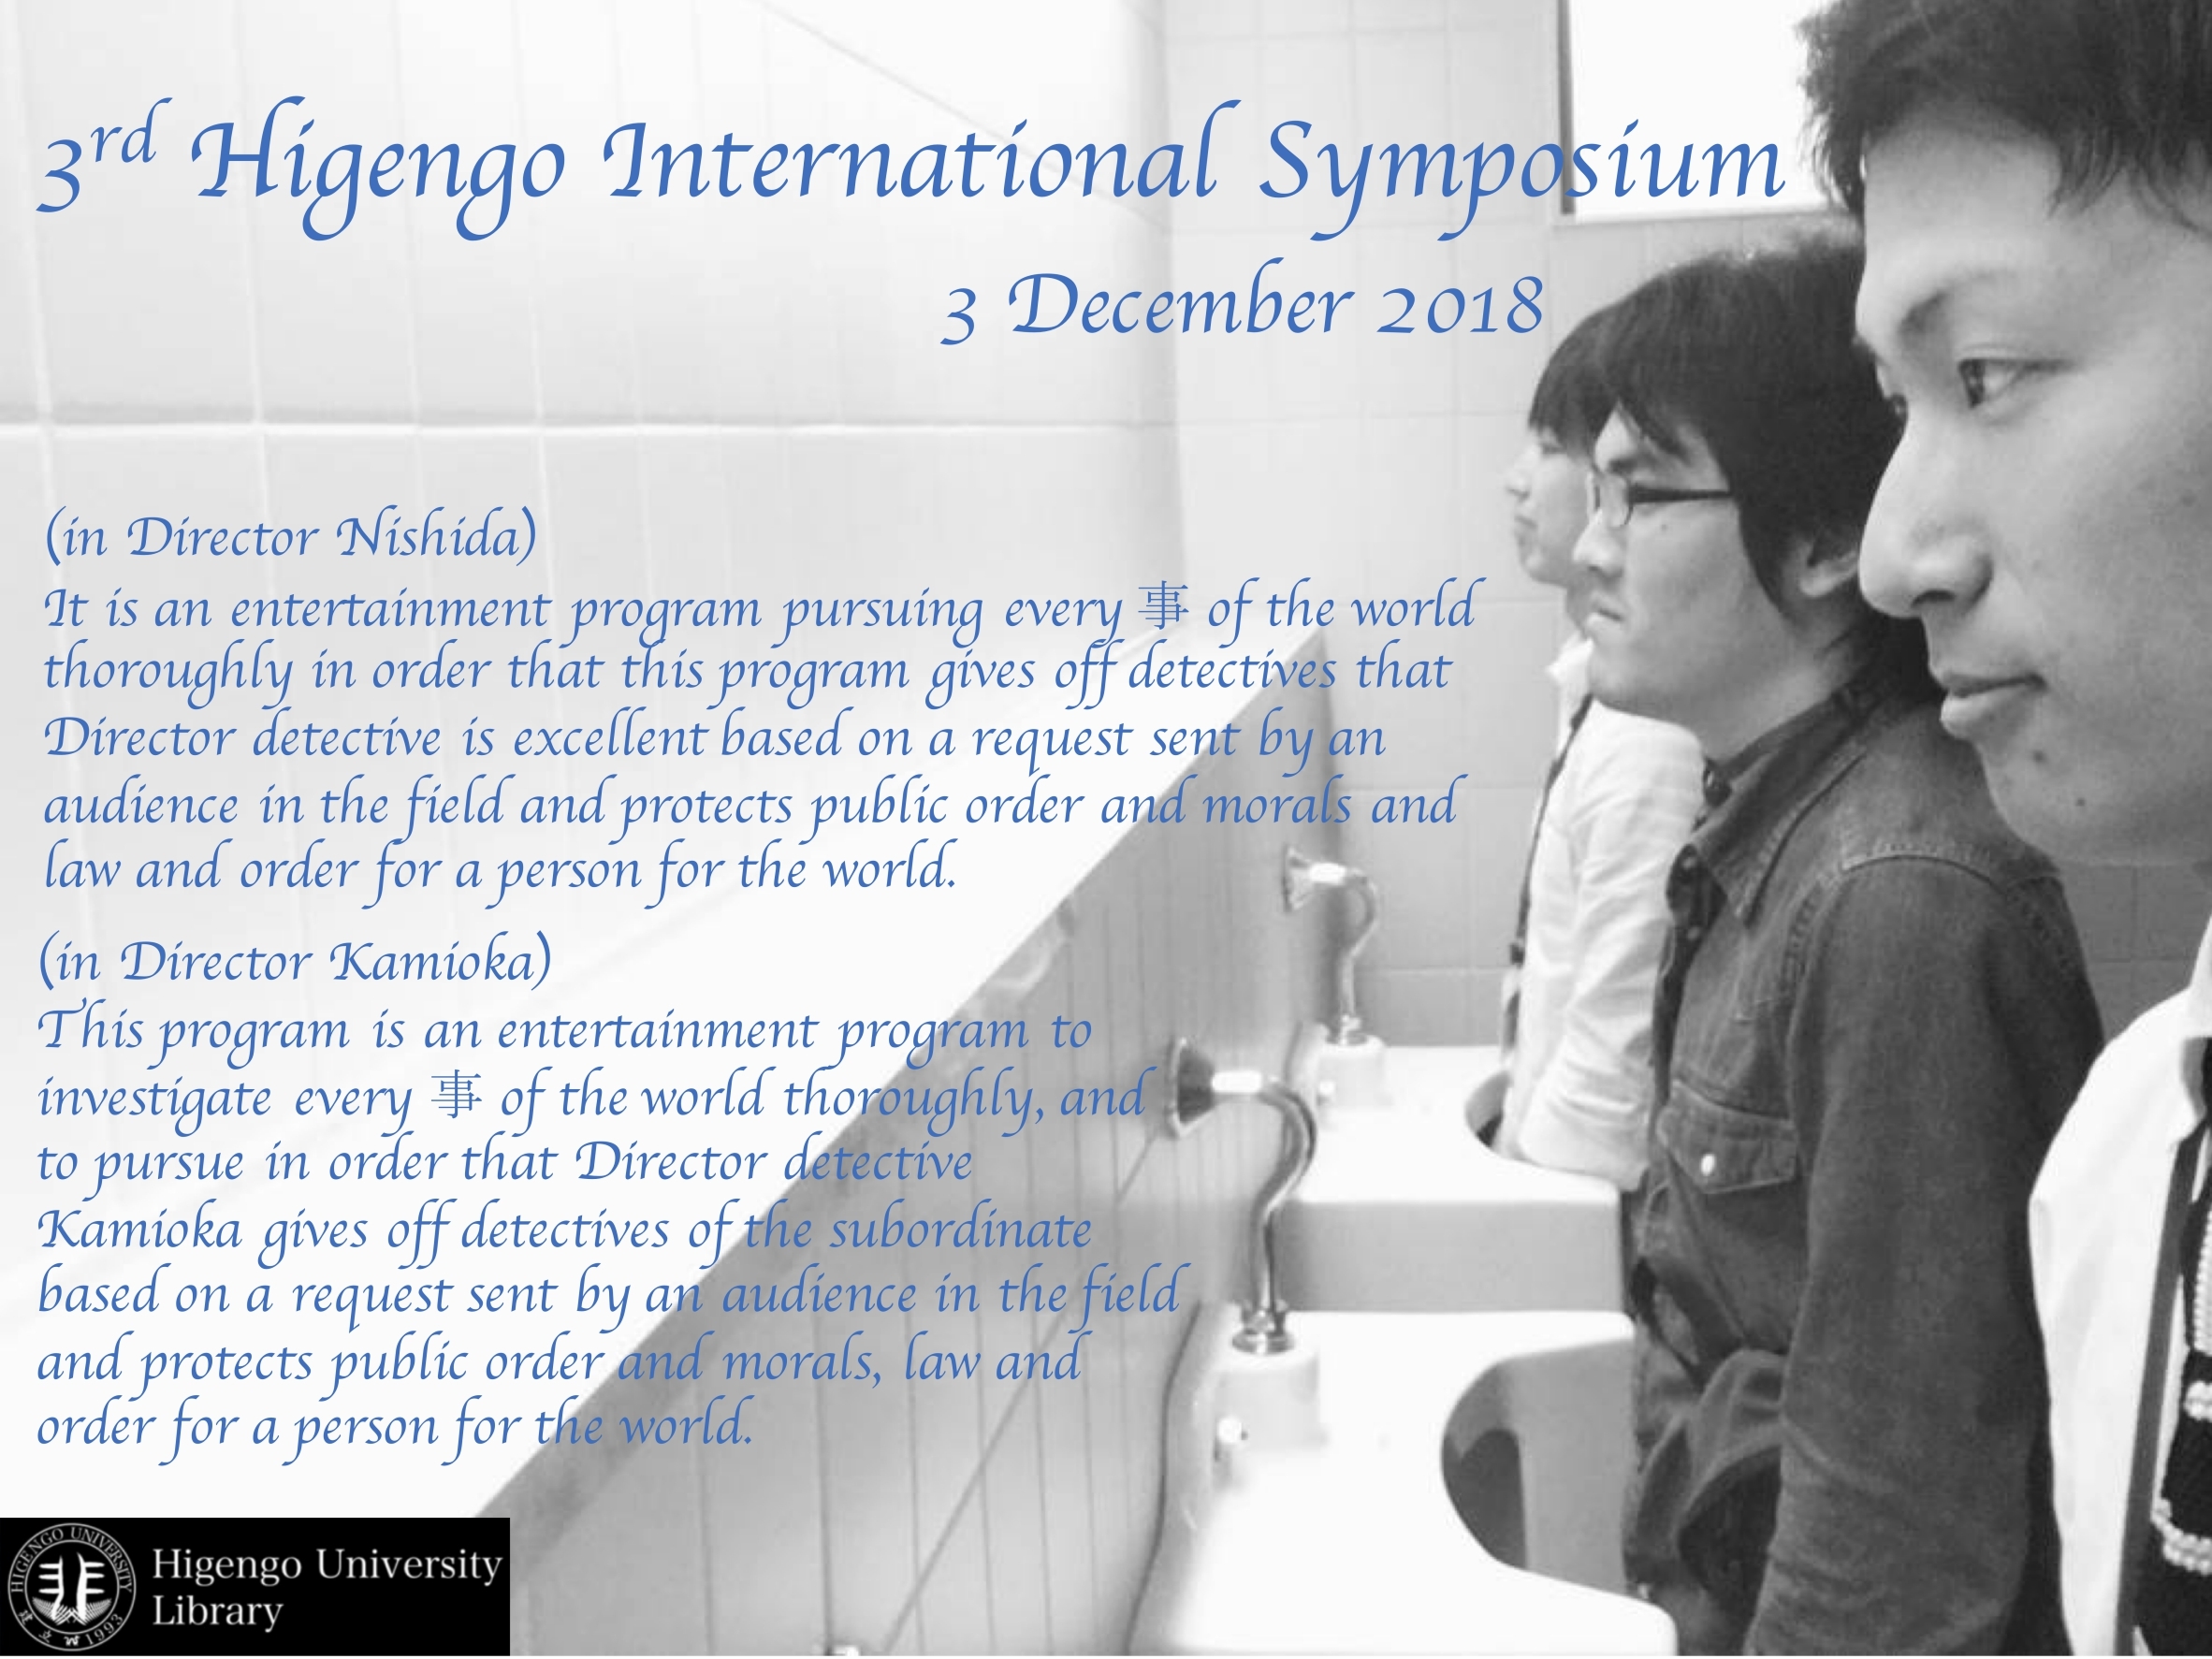 3rd Higengo International Symposium
3 December 2018
(in Director Nishida)
It is an entertainment program pursuing every 事 of the world
thoroughly in order that this program gives off detectives that
Director detective is excellent based on a request sent by an
audience in the field and protects public order and morals and
law and order for a person for the world.
(in Director Kamioka)
This program is an entertainment program to
investigate every 事 of the world thoroughly, and
to pursue in order that Director detective
Kamioka gives off detectives of the subordinate
based on a request sent by an audience in the field
and protects public order and morals, law and
order for a person for the world.
HIGENGO UNIVERSITY
1993
Higengo University
Library